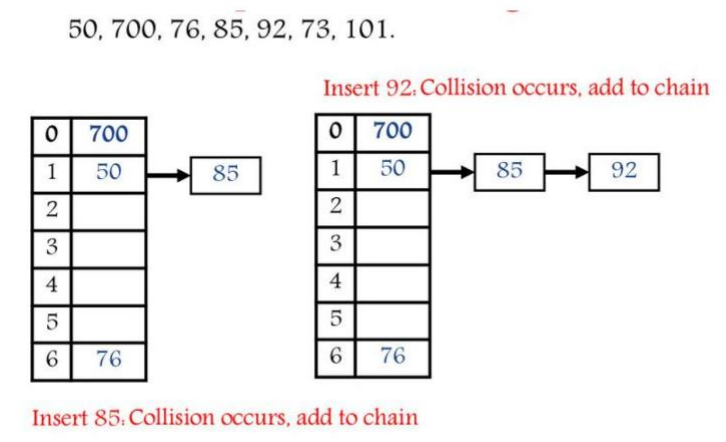 50, 700, 76, 85, 92, 73, 101.
Insert 92: Collision occurs, add to chain
0 700
1 50 85
2
3
4
5
6 76
0 700
1 50 85 92
2
3
4
5
6 76
Insert 85: Collision occurs, add to chain